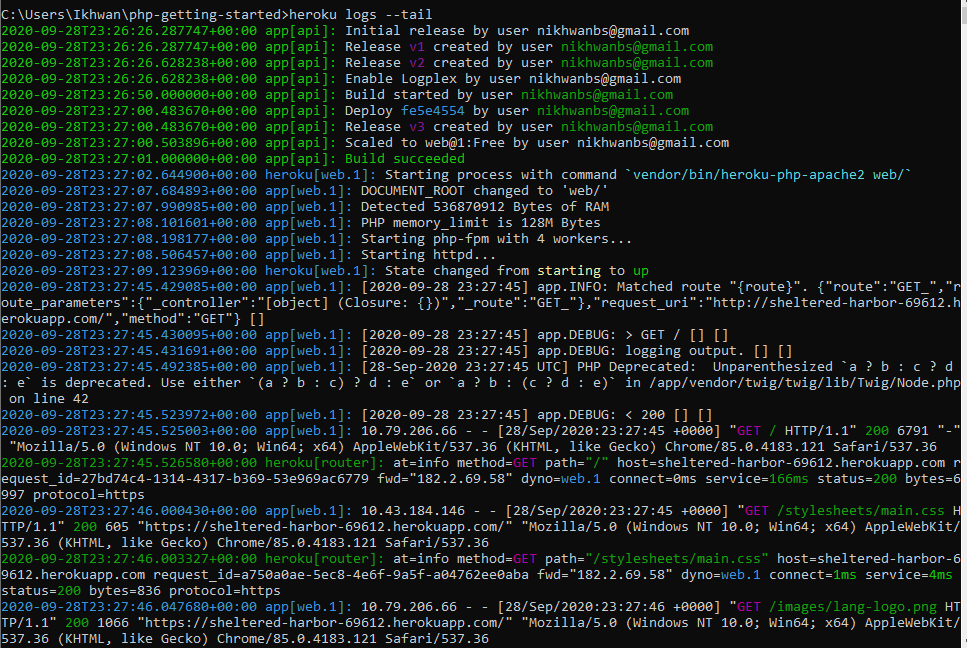 C:\Users\Ikhwan\php-getting-started>heroku logs --tail
2020-09-28T23:26:26.287747+00:00 app[api]: Initial release by user nikhwanbs@gmail.com
2020-09-28T23:26:26.287747+00:00 app[api]: Release v1 created by user nikhwanbs@gmail.com
2020-09-28T23:26:26.628238+00:00 app[api]: Release v2 created by user nikhwanbs@gmail.com
2020-09-28T23:26:26.628238+00:00 app[api]: Enable Logplex by user nikhwanbs@gmail.com
2020-09-28T23:26:50.000000+00:00 app[api]: Build started by user nikhwanbs@gmail.com
2020-09-28T23:27:00.483670+00:00 app[api]: Deploy fe5e4554 by user nikhwanbs@gmail.com
2020-09-28T23:27:00.483670+00:00 app[api]: Release v3 created by user nikhwanbs@gmail.com
2020-09-28T23:27:00.503896+00:00 app[api]: Scaled to web@1:Free by user nikhwanbs@gmail.com
2020-09-28T23:27:01.000000+00:00 app[api]: Build succeeded
2020-09-28T23:27:02.644900+00:00 heroku[web.1]: Starting process with command `vendor/bin/heroku-php-apache2 web/`
2020-09-28T23:27:07.684893+00:00 app[web.1]: DOCUMENT_ROOT changed to 'web/'
2020-09-28T23:27:07.990985+00:00 app[web.1]: Detected 536870912 Bytes of RAM
2020-09-28T23:27:08.101601+00:00 app[web.1]: PHP memory_limit is 128M Bytes
2020-09-28T23:27:08.198177+00:00 app[web.1]: Starting php-fpm with 4 workers...
2020-09-28T23:27:08.506457+00:00 app[web.1]: Starting httpd...
2020-09-28T23:27:09.123969+00:00 heroku[web.1]: State changed from starting to up
2020-09-28T23:27:45.429085+00:00 app[web.1]: [2020-09-28 23:27:45] app.INFO: Matched route "{route}". {"route":"GET_","r
oute_parameters":{"_controller":"[object] (Closure: {})","_route":"GET_"},"request_uri":"http://sheltered-harbor-69612.h
erokuapp.com/","method":"GET"} []
2020-09-28T23:27:45.430095+00:00 app[web.1]: [2020-09-28 23:27:45] app.DEBUG: > GET / [] []
2020-09-28T23:27:45.431691+00:00 app[web.1]: [2020-09-28 23:27:45] app.DEBUG: logging output. [] []
2020-09-28T23:27:45.492385+00:00 app[web.1]: [28-Sep-2020 23:27:45 UTC] PHP Deprecated:  Unparenthesized `a ? b : c ? d
: e` is deprecated. Use either `(a ? b : c) ? d : e` or `a ? b : (c ? d : e)` in /app/vendor/twig/twig/lib/Twig/Node.php
 on line 42
2020-09-28T23:27:45.523972+00:00 app[web.1]: [2020-09-28 23:27:45] app.DEBUG: < 200 [] []
2020-09-28T23:27:45.525003+00:00 app[web.1]: 10.79.206.66 - - [28/Sep/2020:23:27:45 +0000] "GET / HTTP/1.1" 200 6791 "-"
 "Mozilla/5.0 (Windows NT 10.0; Win64; x64) AppleWebKit/537.36 (KHTML, like Gecko) Chrome/85.0.4183.121 Safari/537.36
2020-09-28T23:27:45.526580+00:00 heroku[router]: at=info method=GET path="/" host=sheltered-harbor-69612.herokuapp.com r
equest_id=27bd74c4-1314-4317-b369-53e969ac6779 fwd="182.2.69.58" dyno=web.1 connect=0ms service=166ms status=200 bytes=6
997 protocol=https
2020-09-28T23:27:46.000430+00:00 app[web.1]: 10.43.184.146 - - [28/Sep/2020:23:27:45 +0000] "GET /stylesheets/main.css H
TTP/1.1" 200 605 "https://sheltered-harbor-69612.herokuapp.com/" "Mozilla/5.0 (Windows NT 10.0; Win64; x64) AppleWebKit/
537.36 (KHTML, like Gecko) Chrome/85.0.4183.121 Safari/537.36
2020-09-28T23:27:46.003327+00:00 heroku[router]: at=info method=GET path="/stylesheets/main.css" host=sheltered-harbor-6
9612.herokuapp.com request_id=a750a0ae-5ec8-4e6f-9a5f-a04762ee0aba fwd="182.2.69.58" dyno=web.1 connect=1ms service=4ms
status=200 bytes=836 protocol=https
2020-09-28T23:27:46.047680+00:00 app[web.1]: 10.79.206.66 - - [28/Sep/2020:23:27:46 +0000] "GET /images/lang-logo.png HT
TP/1.1" 200 1066 "https://sheltered-harbor-69612.herokuapp.com/" "Mozilla/5.0 (Windows NT 10.0; Win64; x64) AppleWebKit/
537.36 (KHTML, like Gecko) Chrome/85.0.4183.121 Safari/537.36